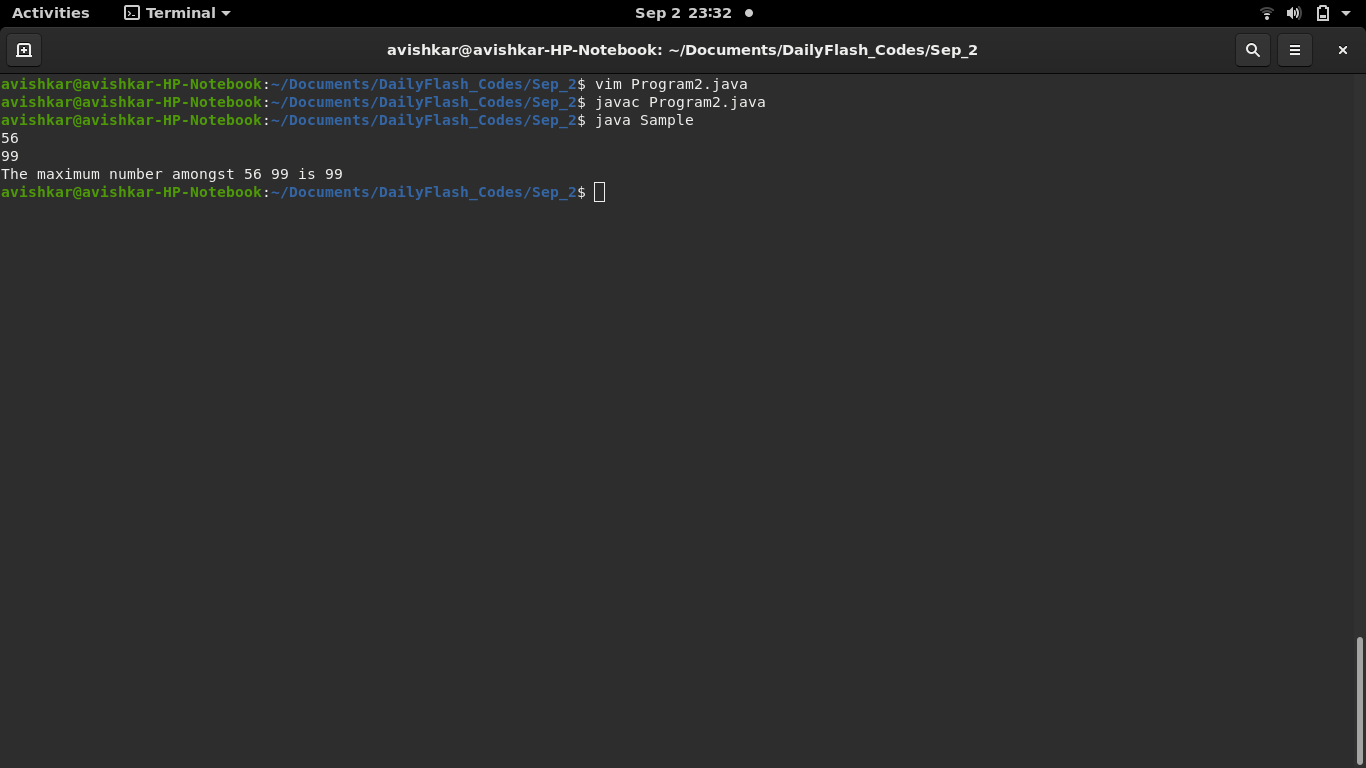 Activities Terminal Sep 2 23:32
avishkar@avishkar-HP-Notebook: ~/Documents/DailyFlash_Codes/Sep_2
avishkar@avishkar-HP-Notebook:~/Documents/DailyFlash_Codes/Sep_2$ vim Program2.java
avishkar@avishkar-HP-Notebook:~/Documents/DailyFlash_Codes/Sep_2$ javac Program2.java
avishkar@avishkar-HP-Notebook:~/Documents/DailyFlash_Codes/Sep_2$ java Sample
56
99
The maximum number amongst 56 99 is 99
avishkar@avishkar-HP-Notebook:~/Documents/DailyFlash_Codes/Sep_2$